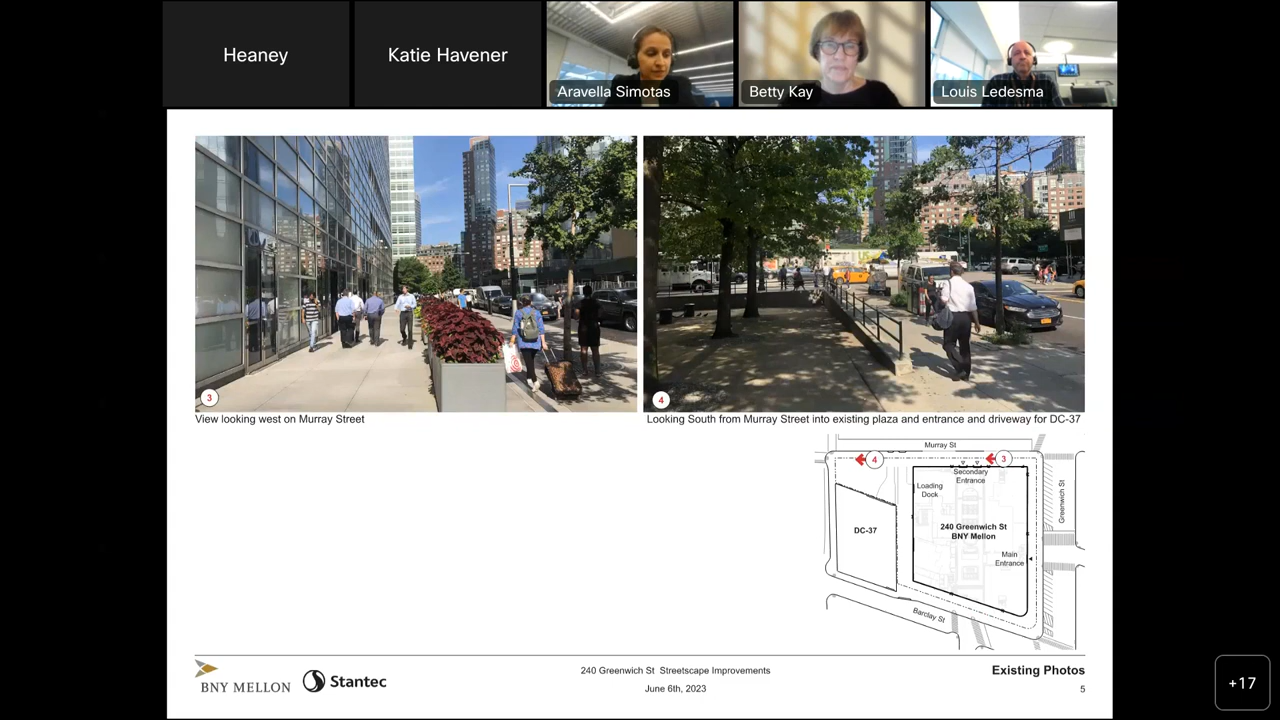 Heaney
Katie Havener
Aravella Simotas
Betty Kay
Louis Ledesma
3
4
View looking west on Murray Street
Looking South from Murray Street into existing plaza and entrance and driveway for DC-37
Murray St
4
3
Secondary
Entrance
Loading
Dock
Greenwich St
DC-37
240 Greenwich St
BNY Mellon
Main
Entrance
Barclay St
BNY MELLON
Stantec
240 Greenwich St Streetscape Improvements
June 6th, 2023
Existing Photos
5
+17